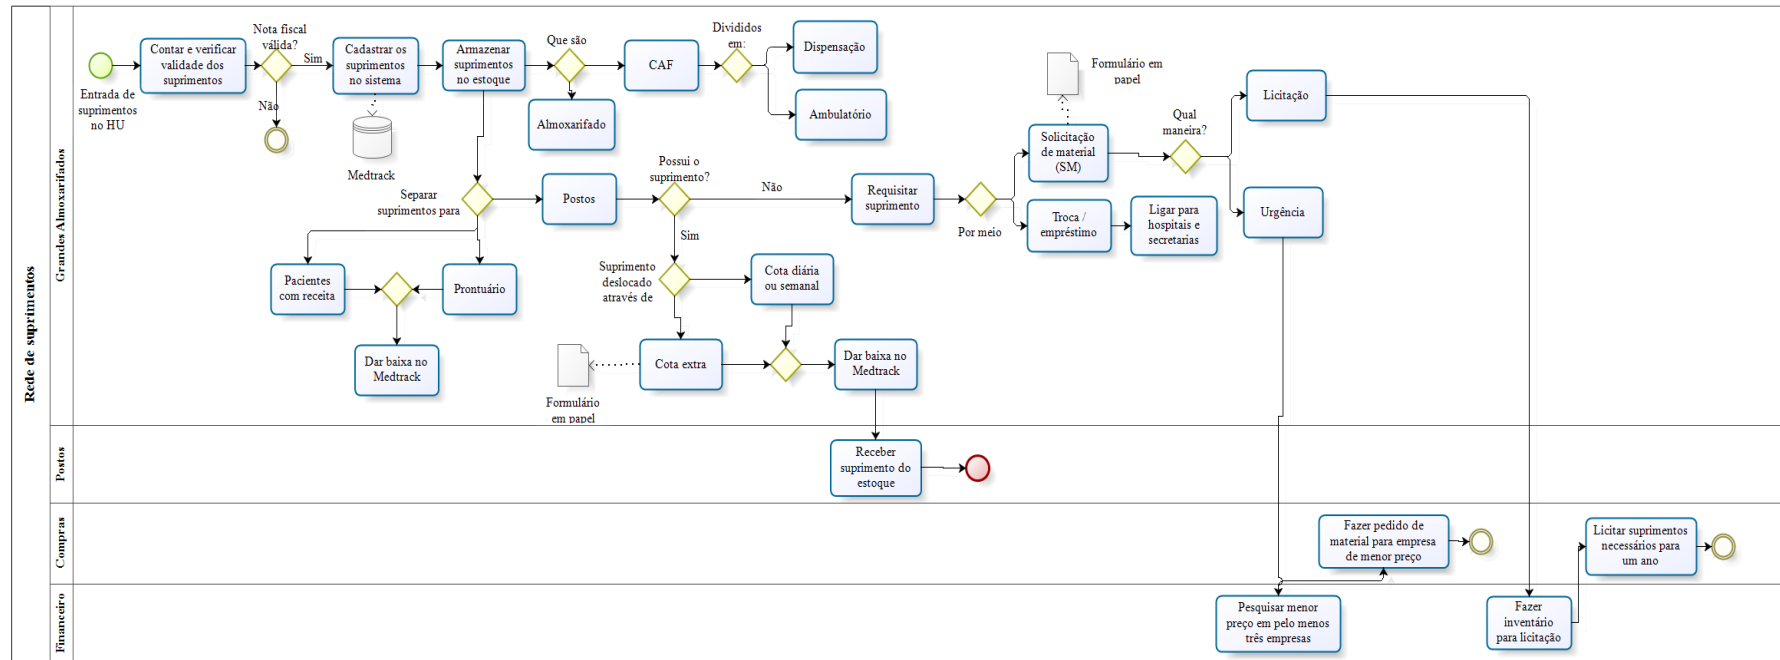 Rede de suprimentos
Grandes Almoxarifados
Entrada de
suprimentos
no HU
Contar e verificar
validade dos
suprimentos
Nota fiscal
válida?
Sim
Não
Cadastrar os
suprimentos
no sistema
Medtrack
Armazenar
suprimentos
no estoque
Que são
Almoxarifado
CAF
Divididos
em:
Dispensação
Ambulatório
Separar
suprimentos para
Postos
Possui o
suprimento?
Não
Sim
Requisitar
suprimento
Por meio
Formulário em
papel
Solicitação
de material
(SM)
Troca /
empréstimo
Ligar para
hospitais e
secretarias
Qual
maneira?
Licitação
Urgência
Pacientes
com receita
Prontuário
Dar baixa no
Medtrack
Suprimento
deslocado
através de
Cota diária
ou semanal
Formulário
em papel
Cota extra
Dar baixa no
Medtrack
Postos
Receber
suprimento do
estoque
Compras
Fazer pedido de
material para empresa
de menor preço
Licitar suprimentos
necessários para
um ano
Financeiro
Pesquisar menor
preço em pelo menos
três empresas
Fazer
inventário
para licitação